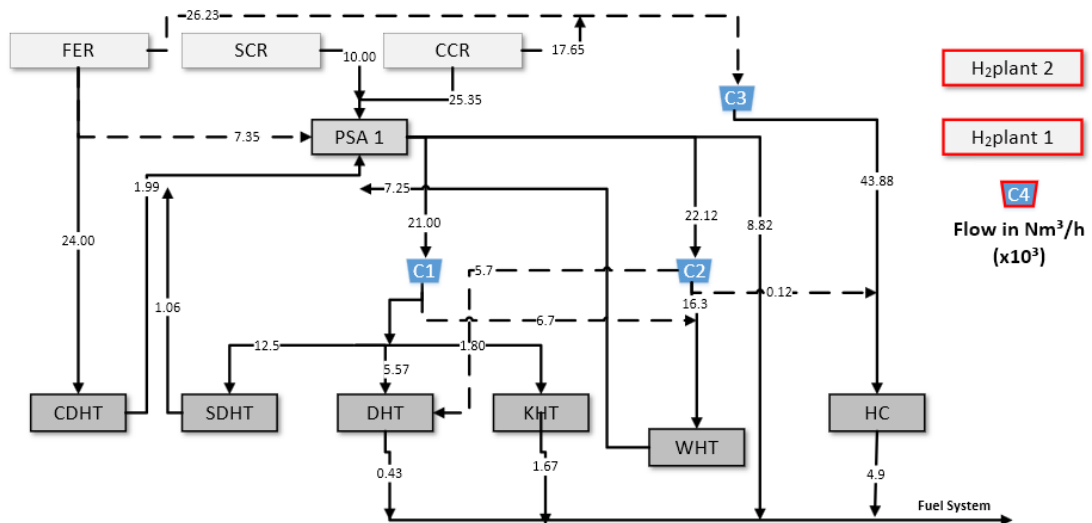 26.23
FER
SCR
CCR
10.00
17.65
25.35
C3
H₂plant 2
H₂plant 1
7.35
PSA 1
1.99
7.25
43.88
C4
Flow in Nm³/h
(x10³)
24.00
21.00
22.12
8.82
C1
5.7
C2
0.12
1.06
16.3
6.7
12.5
1.80
5.57
CDHT
SDHT
DHT
KHT
WHT
HC
0.43
1.67
4.9
Fuel System